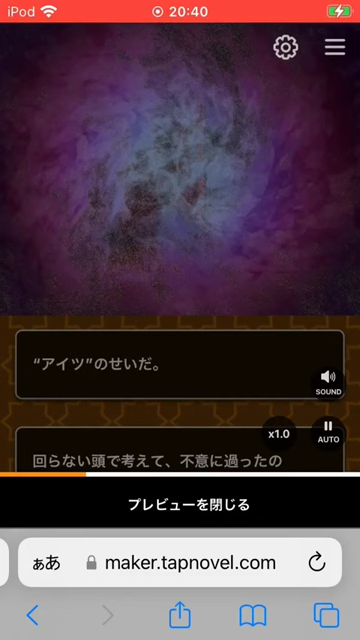 iPod 20:40
“アイツ”のせいだ。
SOUND
x1.0
AUTO
回らない頭で考えて、不意に過ったの
プレビューを閉じる
ぁあ maker.tapnovel.com